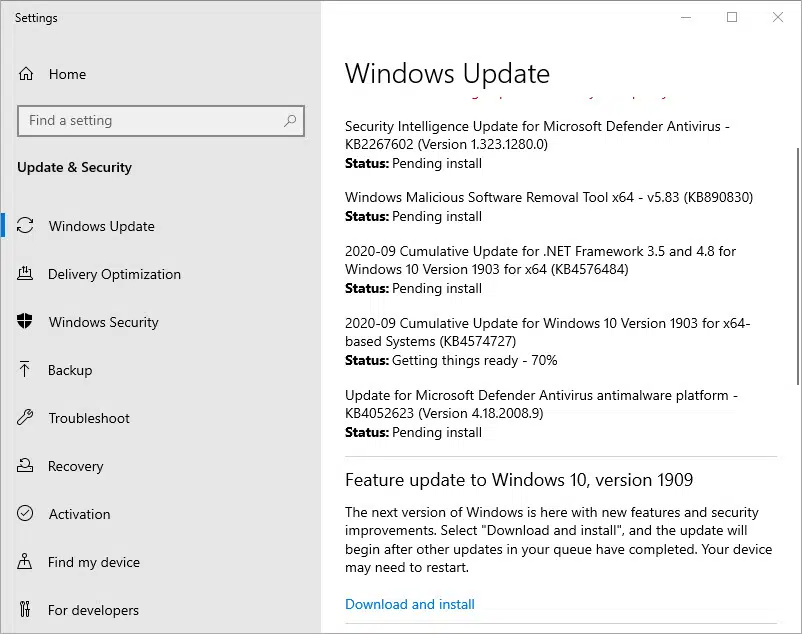 Settings
Home
Find a setting
Update & Security
Windows Update
Delivery Optimization
Windows Security
Backup
Troubleshoot
Recovery
Activation
Find my device
For developers
Windows Update
Security Intelligence Update for Microsoft Defender Antivirus -
KB2267602 (Version 1.323.1280.0)
Status: Pending install
Windows Malicious Software Removal Tool x64 - v5.83 (KB890830)
Status: Pending install
2020-09 Cumulative Update for .NET Framework 3.5 and 4.8 for
Windows 10 Version 1903 for x64 (KB4576484)
Status: Pending install
2020-09 Cumulative Update for Windows 10 Version 1903 for x64-
based Systems (KB4574727)
Status: Getting things ready - 70%
Update for Microsoft Defender Antivirus antimalware platform -
KB4052623 (Version 4.18.2008.9)
Status: Pending install
Feature update to Windows 10, version 1909
The next version of Windows is here with new features and security
improvements. Select "Download and install", and the update will
begin after other updates in your queue have completed. Your device
may need to restart.
Download and install